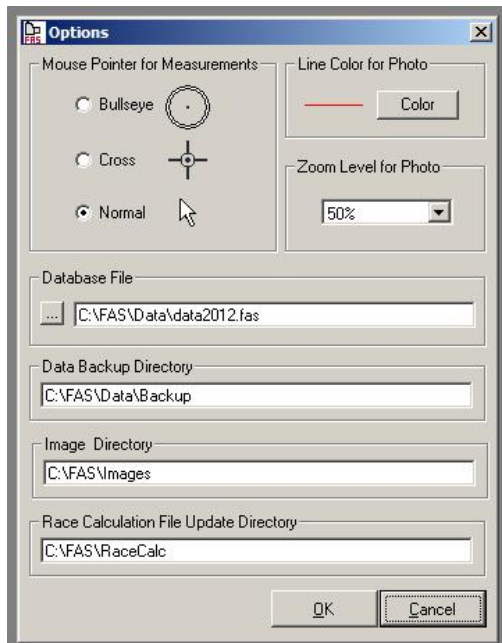 FAS Options
Mouse Pointer for Measurements
Bullseye
Cross
Normal
Line Color for Photo
Color
Zoom Level for Photo
50%
Database File
... C:\FAS\Data\data2012.fas
Data Backup Directory
C:\FAS\Data\Backup
Image Directory
C:\FAS\Images
Race Calculation File Update Directory
C:\FAS\RaceCalc
OK Cancel